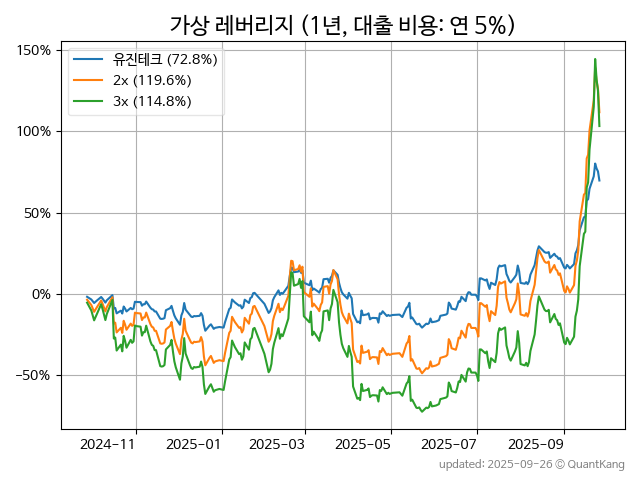 가상 레버리지 (1년, 대출 비용: 연 5%)
150%
100%
50%
0%
−50%
유진테크 (72.8%)
2x (119.6%)
3x (114.8%)
2024-11
2025-01
2025-03
2025-05
2025-07
2025-09
updated: 2025-09-26 © QuantKang